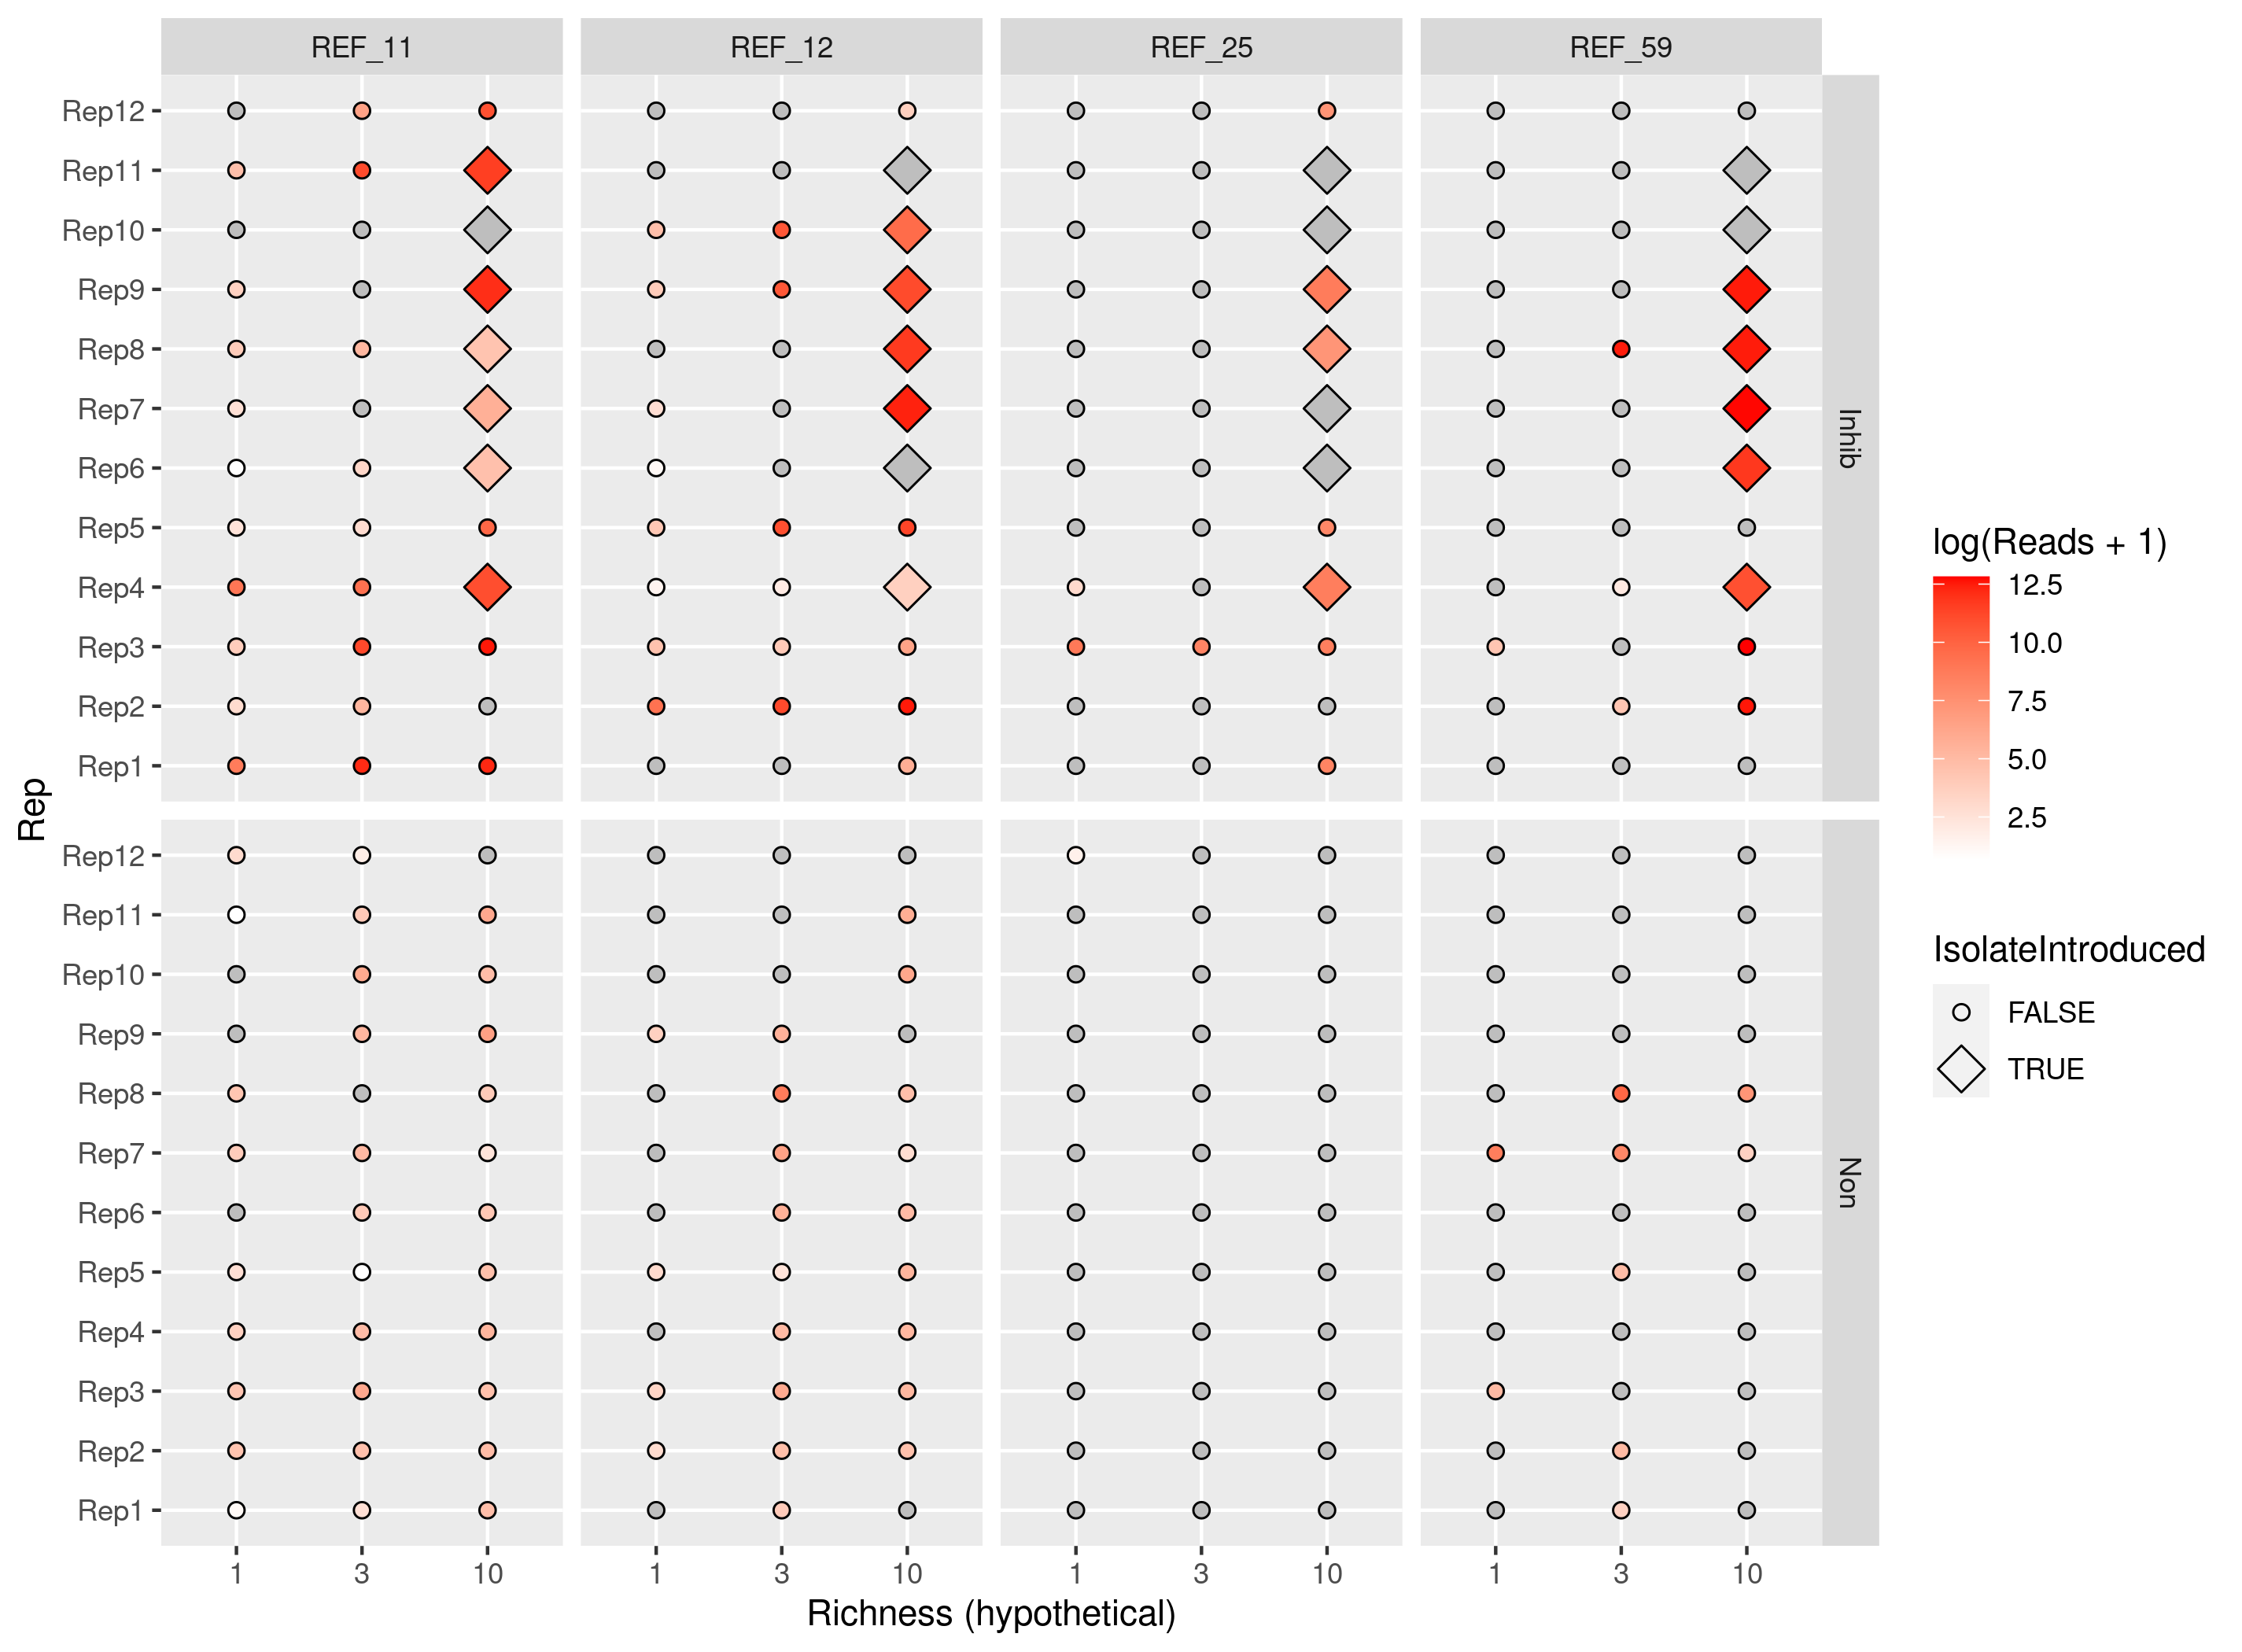 REF_11 REF_12 REF_25 REF_59
Rep12
Rep11
Rep10
Rep9
Rep8
Rep7
Rep6
Rep5
Rep4
Rep3
Rep2
Rep1
Inhib
Rep12
Rep11
Rep10
Rep9
Rep8
Rep7
Rep6
Rep5
Rep4
Rep3
Rep2
Rep1
Non
Rep
1 3 10 1 3 10 1 3 10 1 3 10
Richness (hypothetical)
log(Reads + 1)
12.5
10.0
7.5
5.0
2.5
IsolateIntroduced
FALSE
TRUE